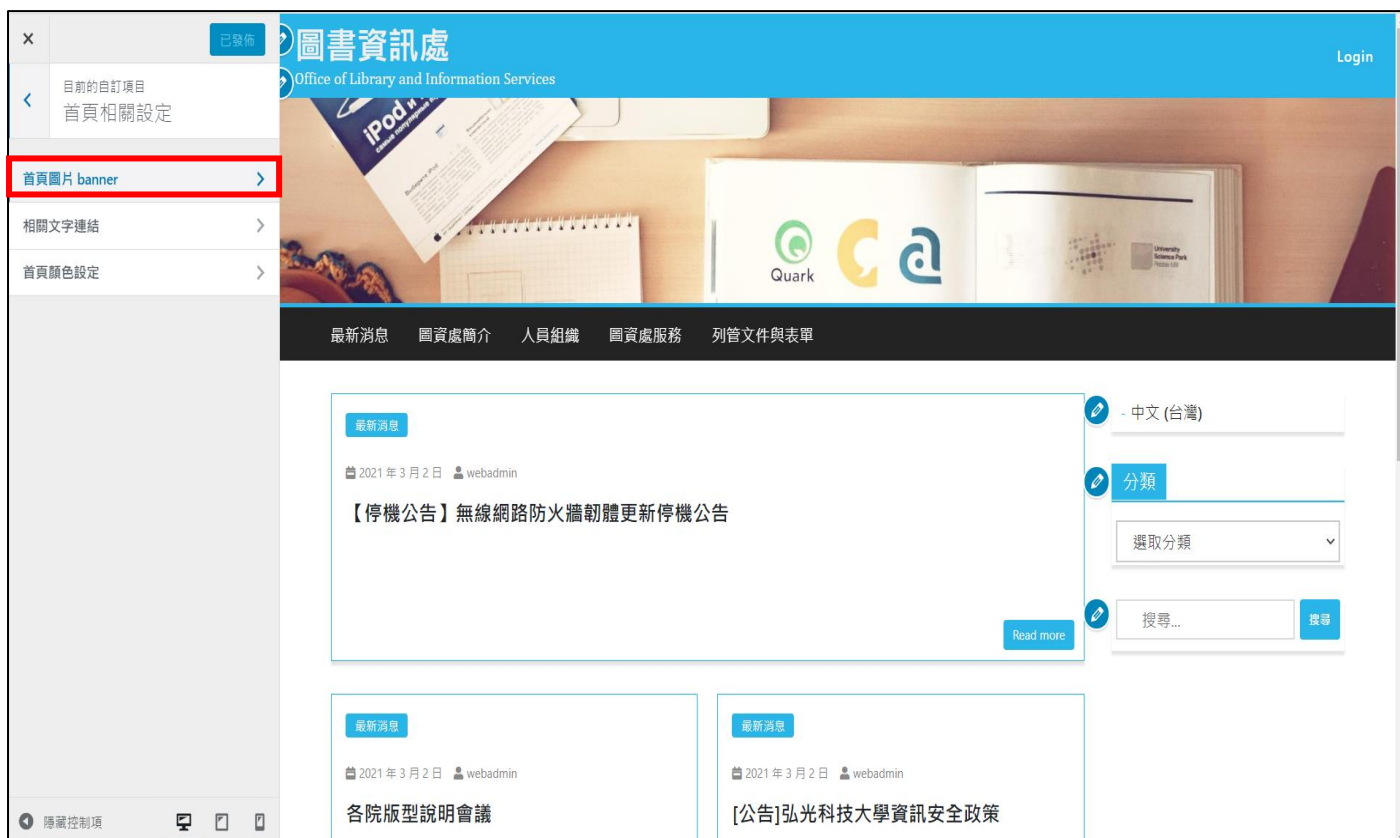 已發佈
目前的自訂項目
首頁相關設定
首頁圖片 banner
相關文字連結
首頁顏色設定
隱藏控制項
圖書資訊處
Office of Library and Information Services
Login
iPod
самые популярные
Quark
University
Science Park
最新消息 圖資處簡介 人員組織 圖資處服務 列管文件與表單
最新消息
2021 年 3 月 2 日 webadmin
【停機公告】無線網路防火牆韌體更新停機公告
Read more
- 中文 (台灣)
分類
選取分類
搜尋... 搜尋
最新消息
2021 年 3 月 2 日 webadmin
各院版型說明會議
最新消息
2021 年 3 月 2 日 webadmin
[公告]弘光科技大學資訊安全政策